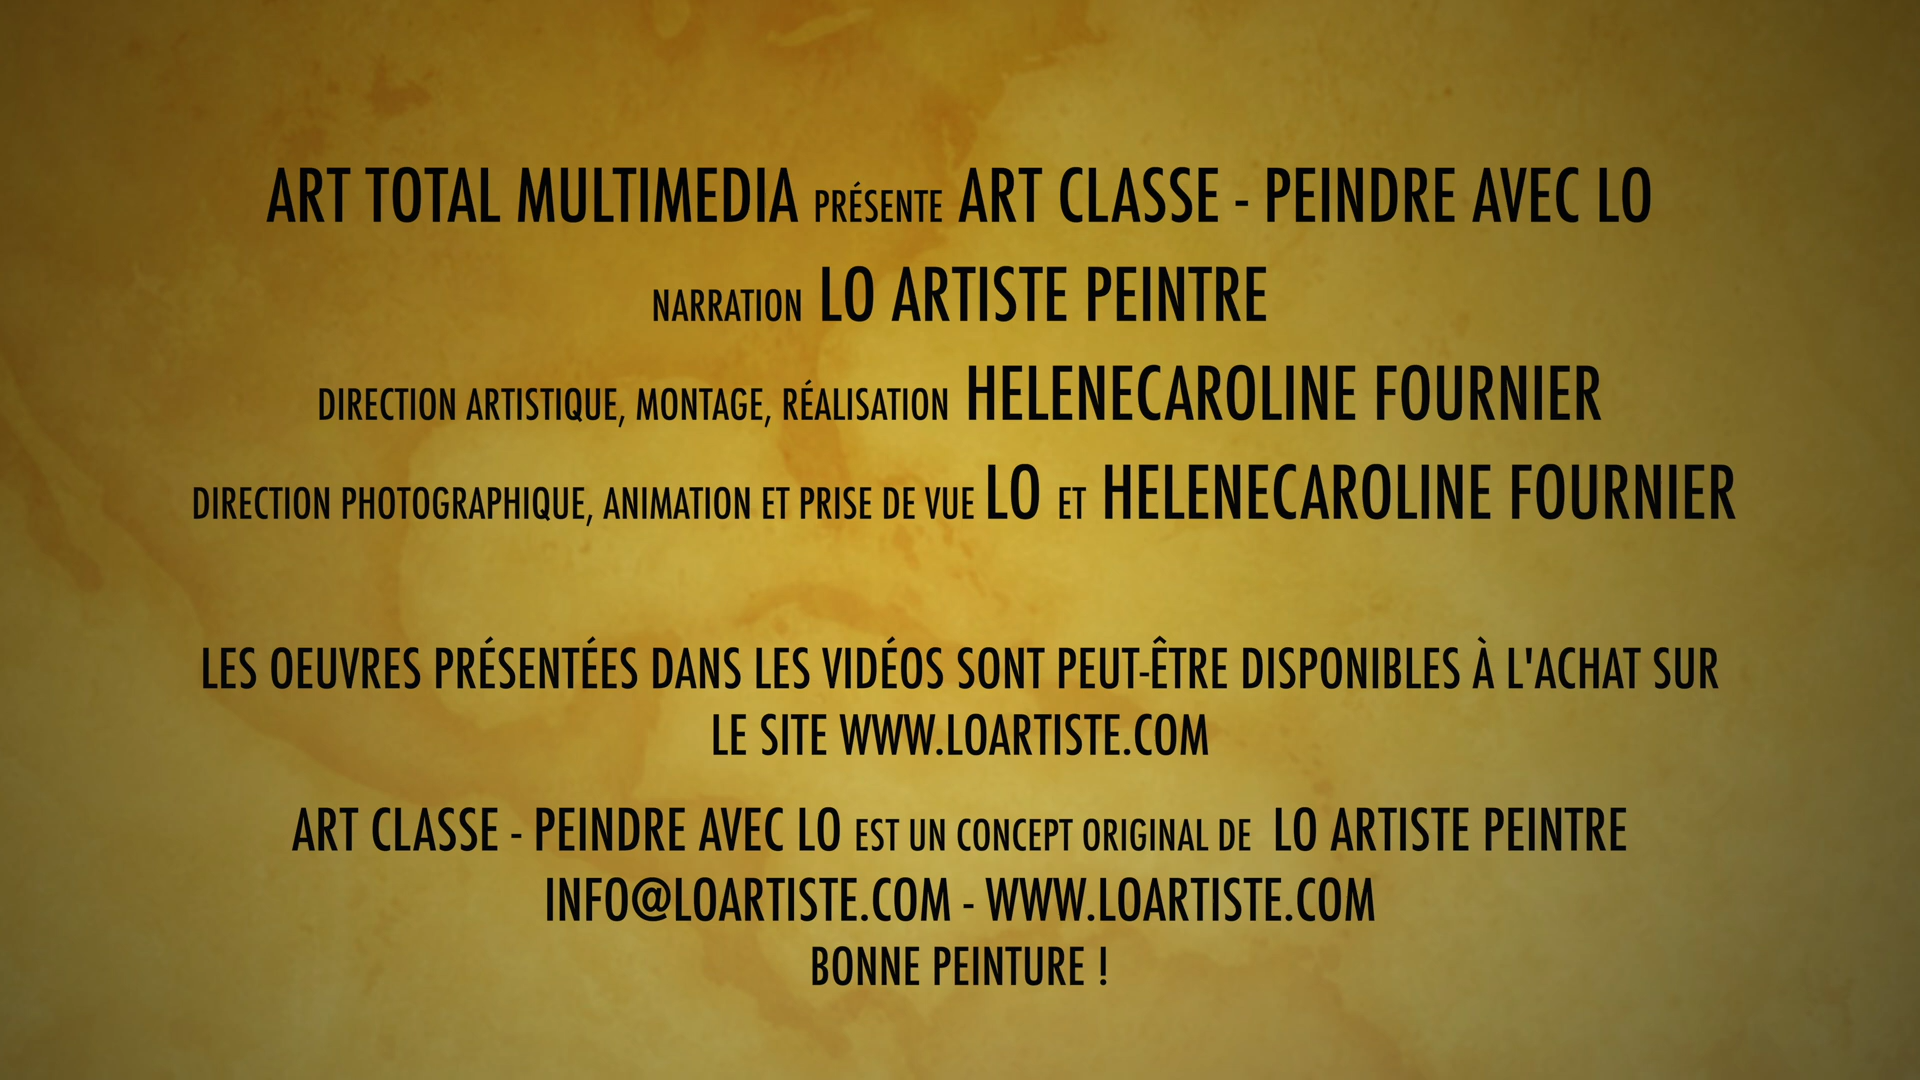 ART TOTAL MULTIMEDIA PRÉSENTE ART CLASSE - PEINDRE AVEC LO
NARRATION LO ARTISTE PEINTRE
DIRECTION ARTISTIQUE, MONTAGE, RÉALISATION HELENECAROLINE FOURNIER
DIRECTION PHOTOGRAPHIQUE, ANIMATION ET PRISE DE VUE LO ET HELENECAROLINE FOURNIER
LES OEUVRES PRÉSENTÉES DANS LES VIDÉOS SONT PEUT-ÊTRE DISPONIBLES À L'ACHAT SUR
LE SITE WWW.LOARTISTE.COM
ART CLASSE - PEINDRE AVEC LO EST UN CONCEPT ORIGINAL DE LO ARTISTE PEINTRE
INFO@LOARTISTE.COM - WWW.LOARTISTE.COM
BONNE PEINTURE !